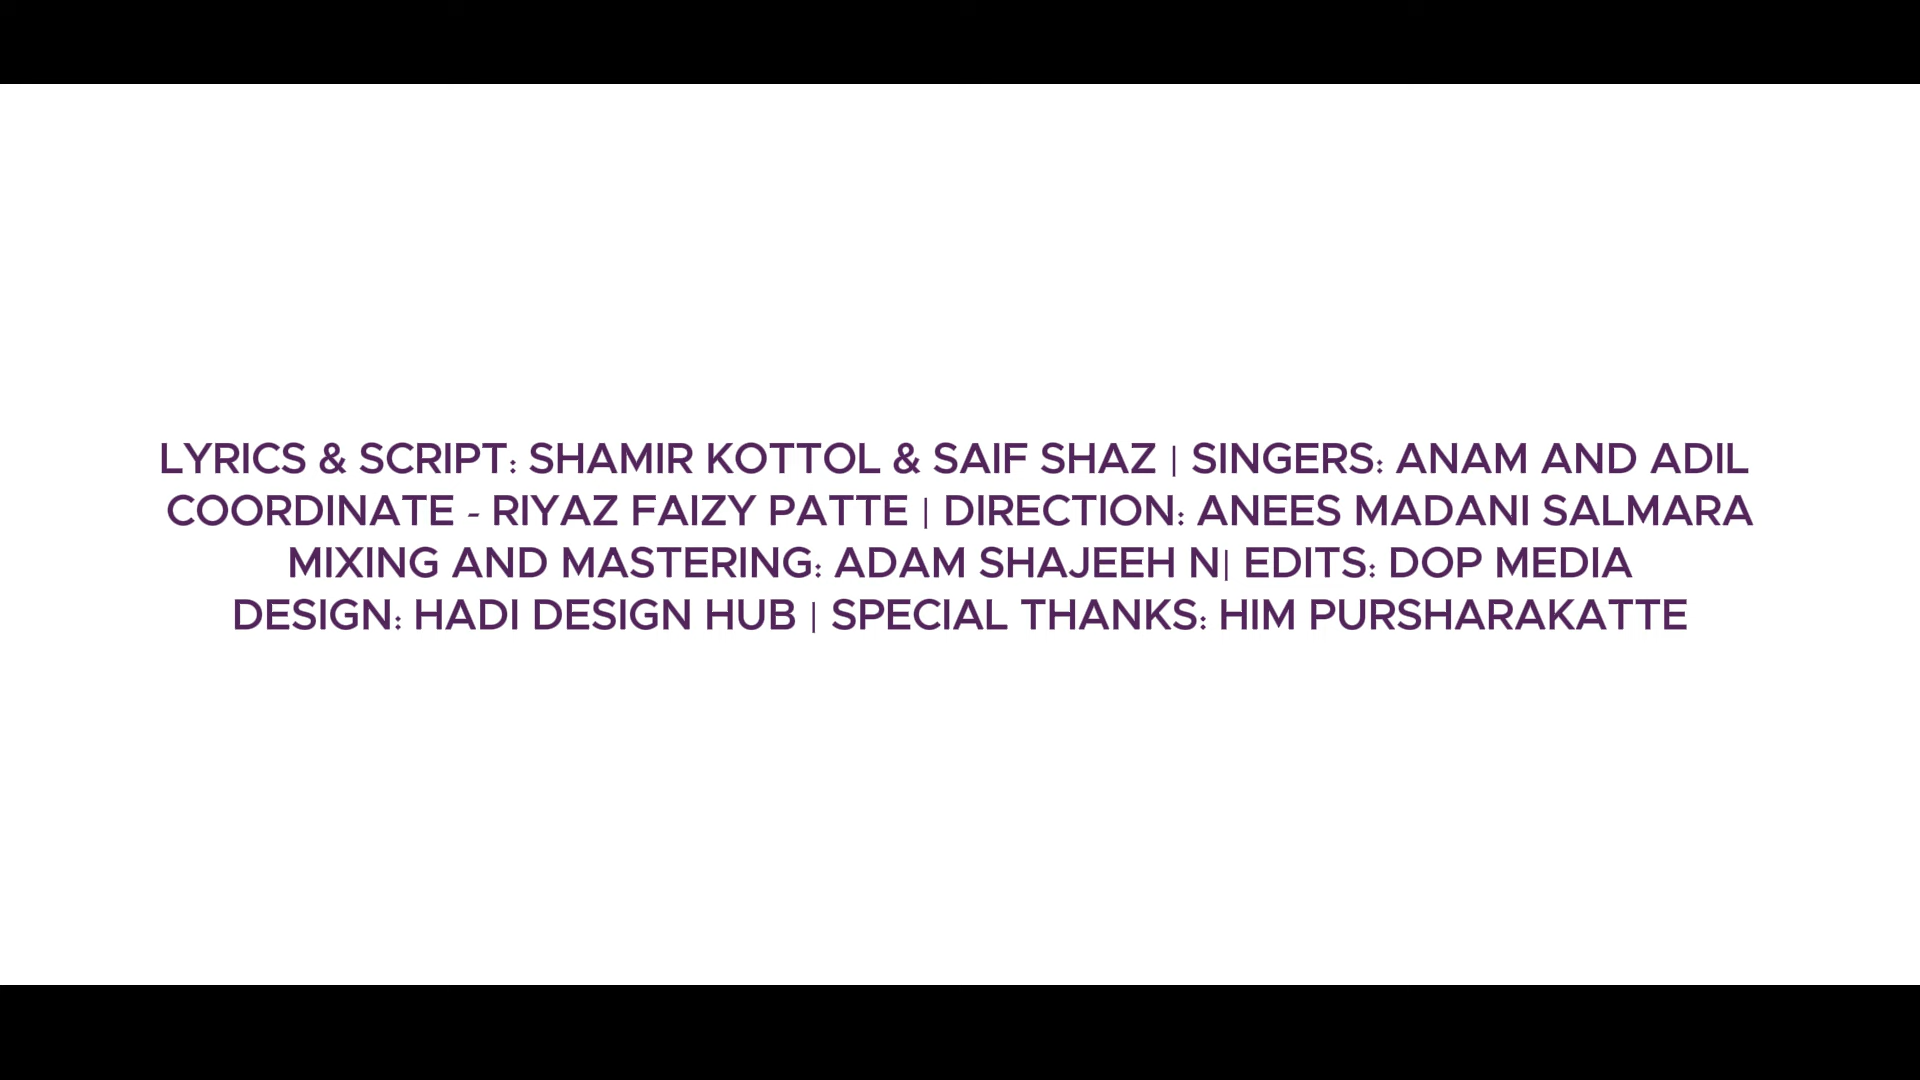 LYRICS & SCRIPT: SHAMIR KOTTOL & SAIF SHAZ | SINGERS: ANAM AND ADIL
COORDINATE - RIYAZ FAIZY PATTE | DIRECTION: ANEES MADANI SALMARA
MIXING AND MASTERING: ADAM SHAJEEH N| EDITS: DOP MEDIA
DESIGN: HADI DESIGN HUB | SPECIAL THANKS: HIM PURSHARAKATTE